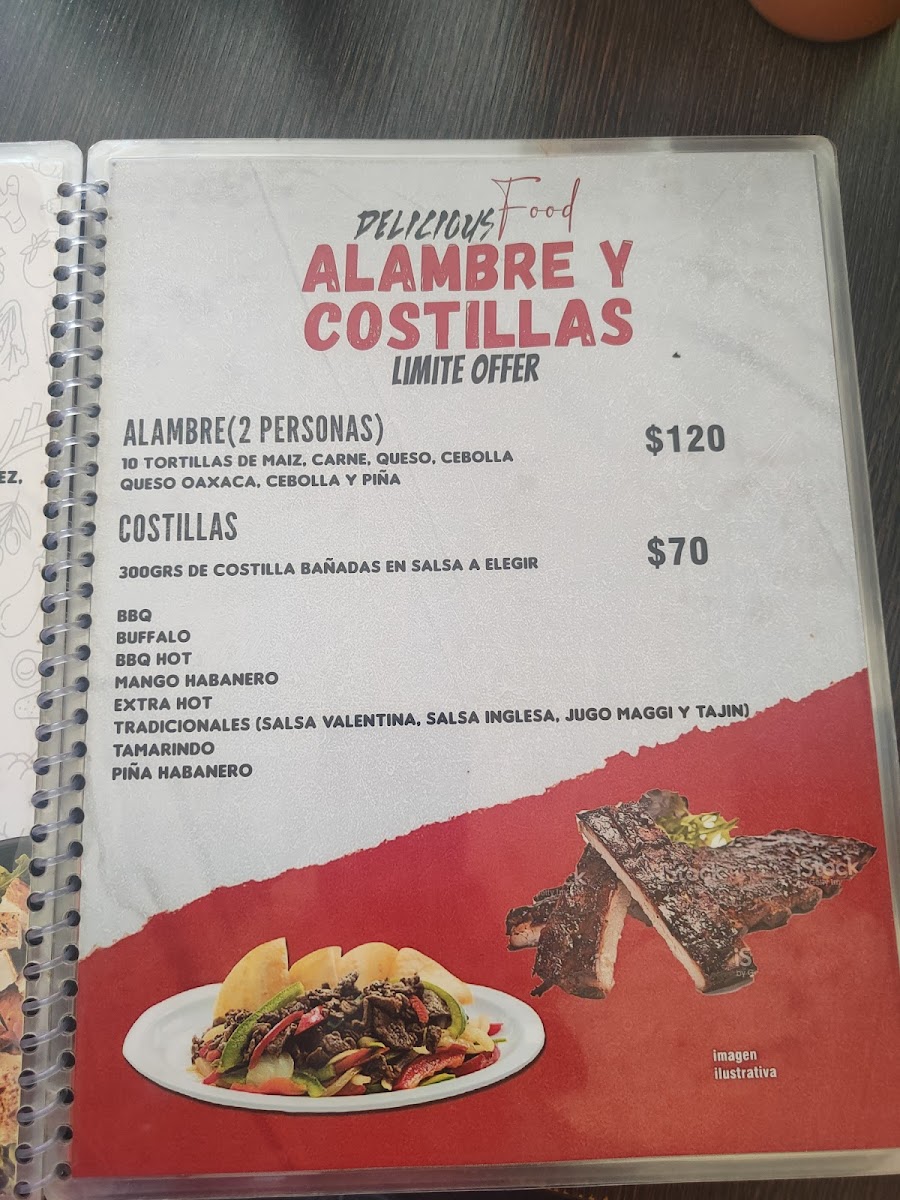 DELICIOUS Food
ALAMBRE Y
COSTILLAS
LIMITE OFFER
ALAMBRE(2 PERSONAS)
$120
10 TORTILLAS DE MAIZ, CARNE, QUESO, CEBOLLA
QUESO OAXACA, CEBOLLA Y PIÑA
COSTILLAS
$70
300GRS DE COSTILLA BAÑADAS EN SALSA A ELEGIR
BBQ
BUFFALO
BBQ HOT
MANGO HABANERO
EXTRA HOT
TRADICIONALES (SALSA VALENTINA, SALSA INGLESA, JUGO MAGGI Y TAJIN)
TAMARINDO
PIÑA HABANERO
iStock
imagen
ilustrativa